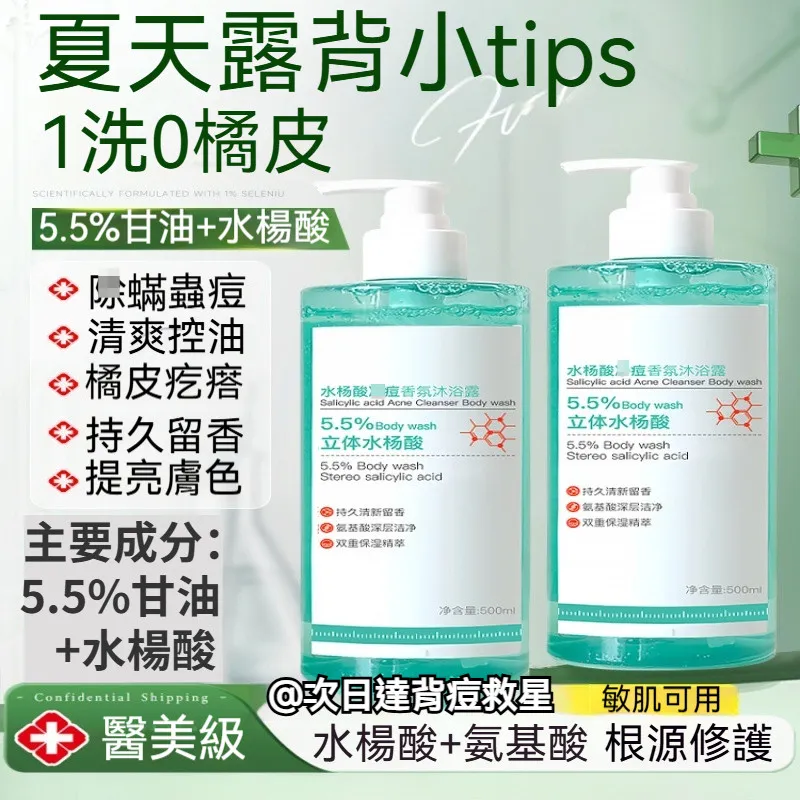 夏天露背小tips
1洗0橘皮
SCIENTIFICALLY FORMULATED WITH 1% SELENIU
5.5%甘油+水楊酸
除蟎蟲痘
清爽控油
橘皮疙瘩
持久留香
提亮膚色
主要成分:
5.5%甘油
+水楊酸
水杨酸 痘香氛沐浴露
Salicylic acid Acne Cleanser Body wash
5.5%Body wash
立体水杨酸
5.5% Body wash
Stereo salicylic acid
持久清新留香
氨基酸深层洁净
双重保湿精萃
净含量:500ml
水杨酸 痘香氛沐浴露
Salicylic acid Acne Cleanser Body wash
5.5%Body wash
立体水杨酸
5.5% Body wash
Stereo salicylic acid
持久清新留香
氨基酸深层洁净
双重保湿精萃
净含量:500ml
Confidential Shipping
醫美級
@次日達背痘救星
敏肌可用
水楊酸+氨基酸 根源修護